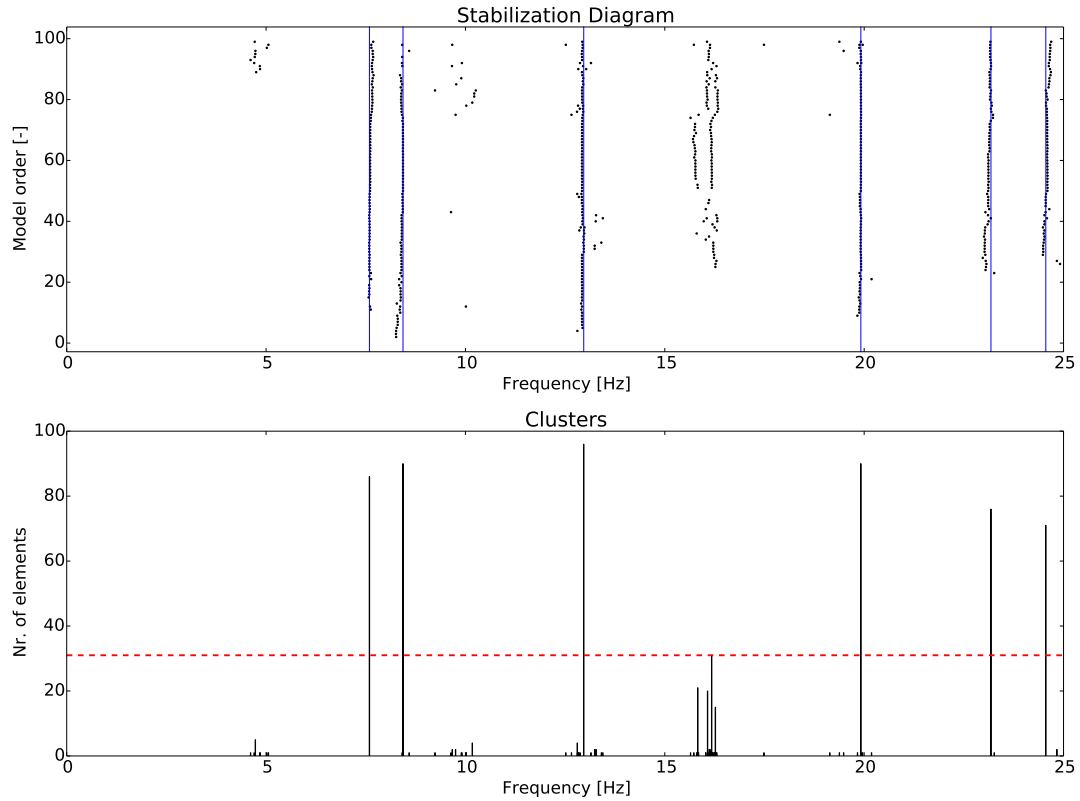 Stabilization Diagram
100
80
60
40
20
0
Model order [-]
0 5 10 15 20 25
Frequency [Hz]
Clusters
100
80
60
40
20
0
Nr. of elements
0 5 10 15 20 25
Frequency [Hz]